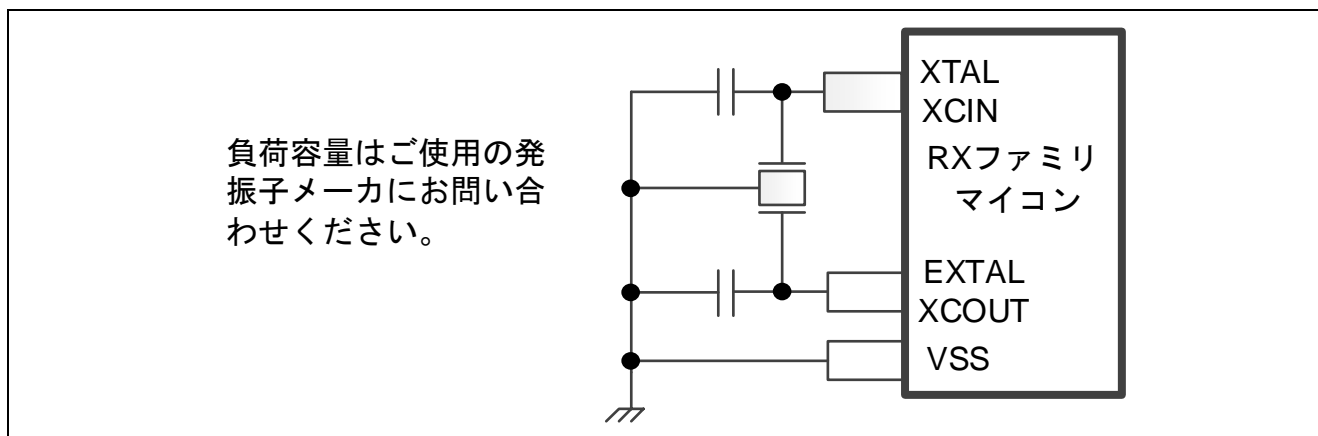 負荷容量はご使用の発
振子メーカにお問い合
わせください。
XTAL
XCIN
RXファミリ
マイコン
EXTAL
XCOUT
VSS